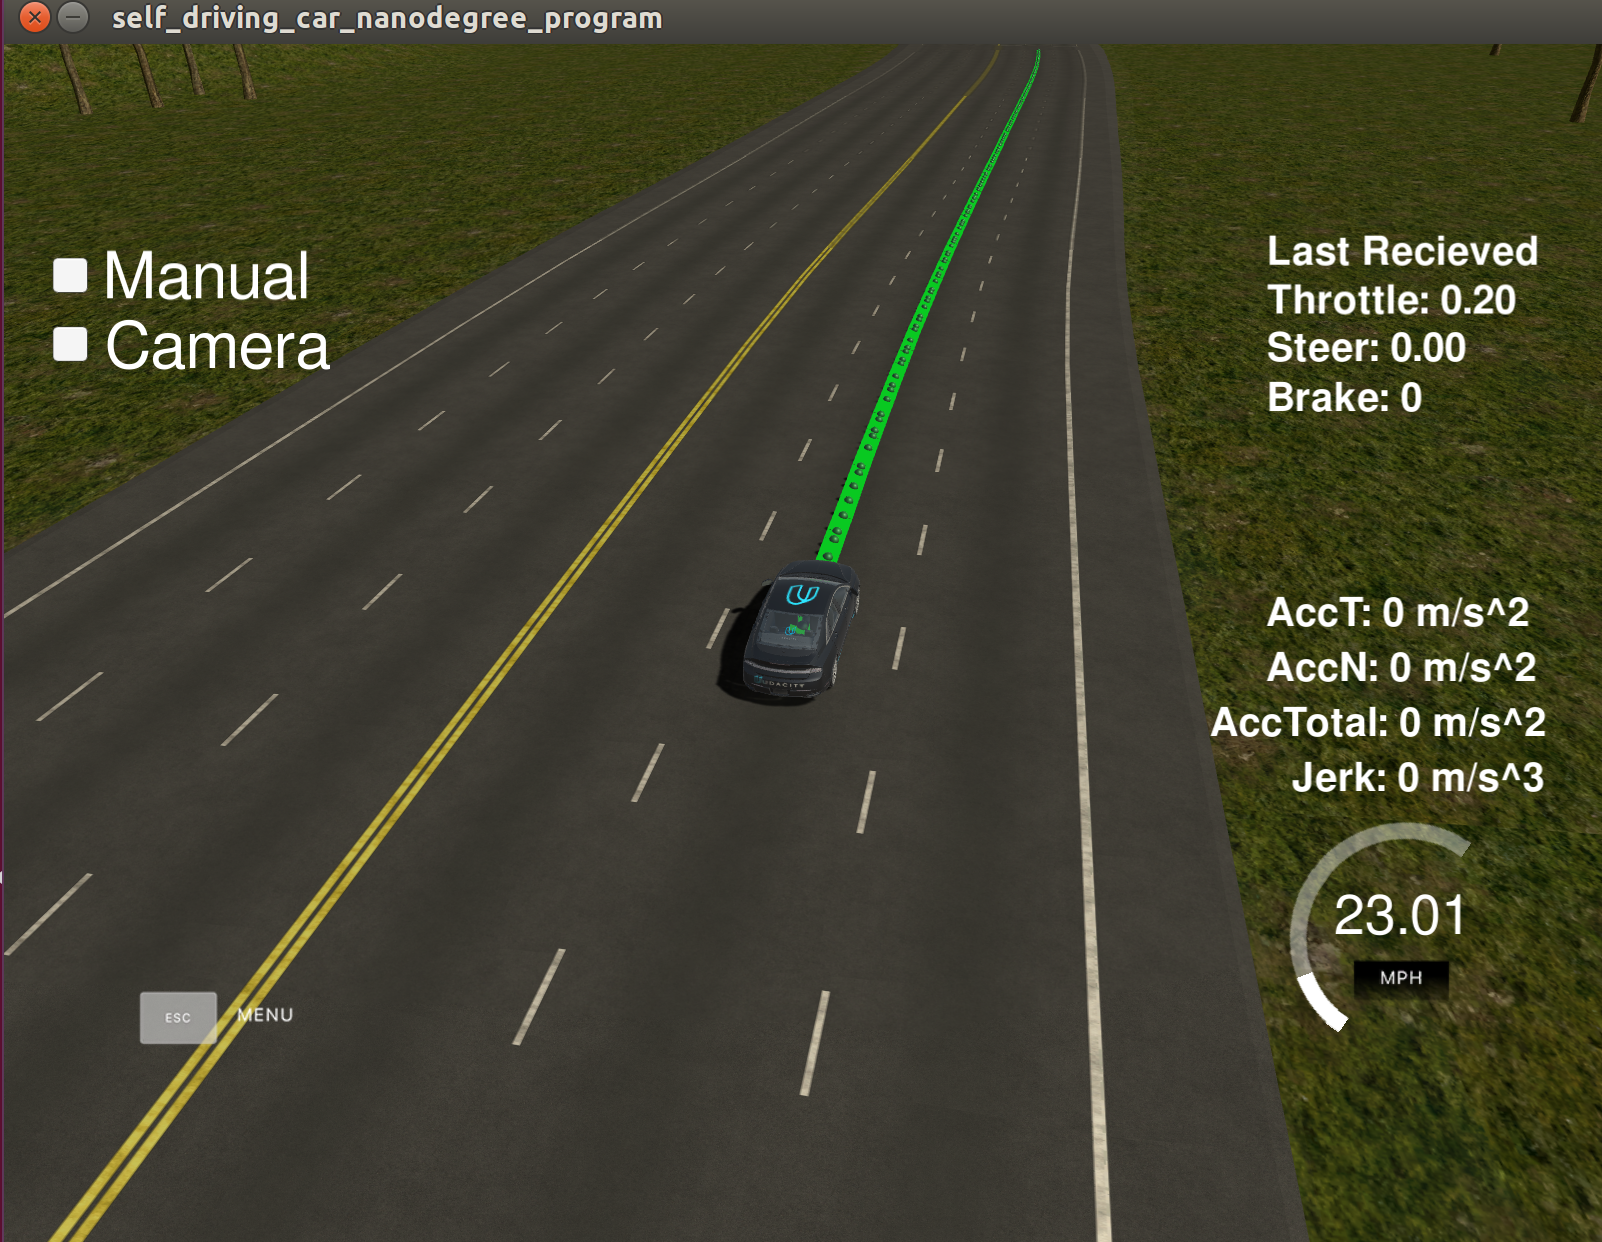 self_driving_car_nanodegree_program
Manual
Camera
Last Recieved
Throttle: 0.20
Steer: 0.00
Brake: 0
UDACITY
AccT: 0 m/s^2
AccN: 0 m/s^2
AccTotal: 0 m/s^2
Jerk: 0 m/s^3
23.01
MPH
ESC
MENU